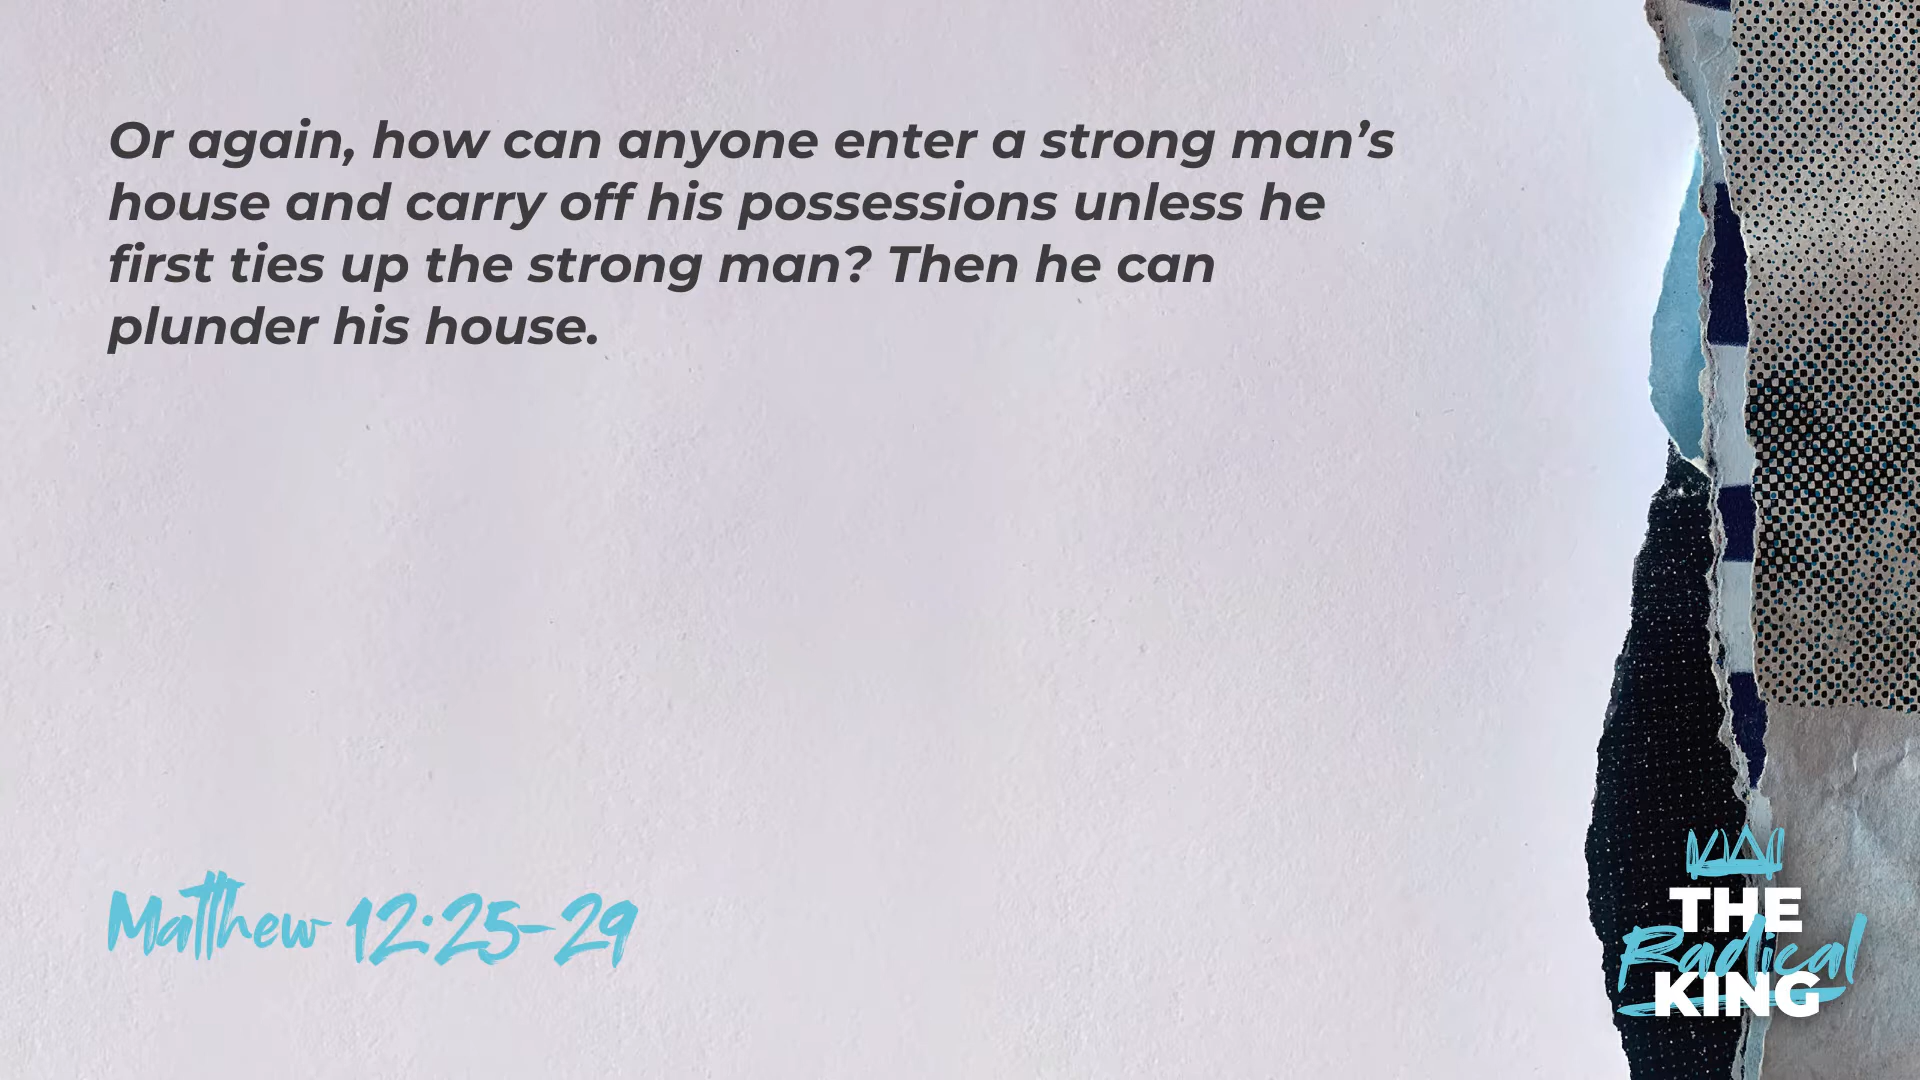 Or again, how can anyone enter a strong man’s
house and carry off his possessions unless he
first ties up the strong man? Then he can
plunder his house.
Matthew 12:25-29
THE
Radical
KING